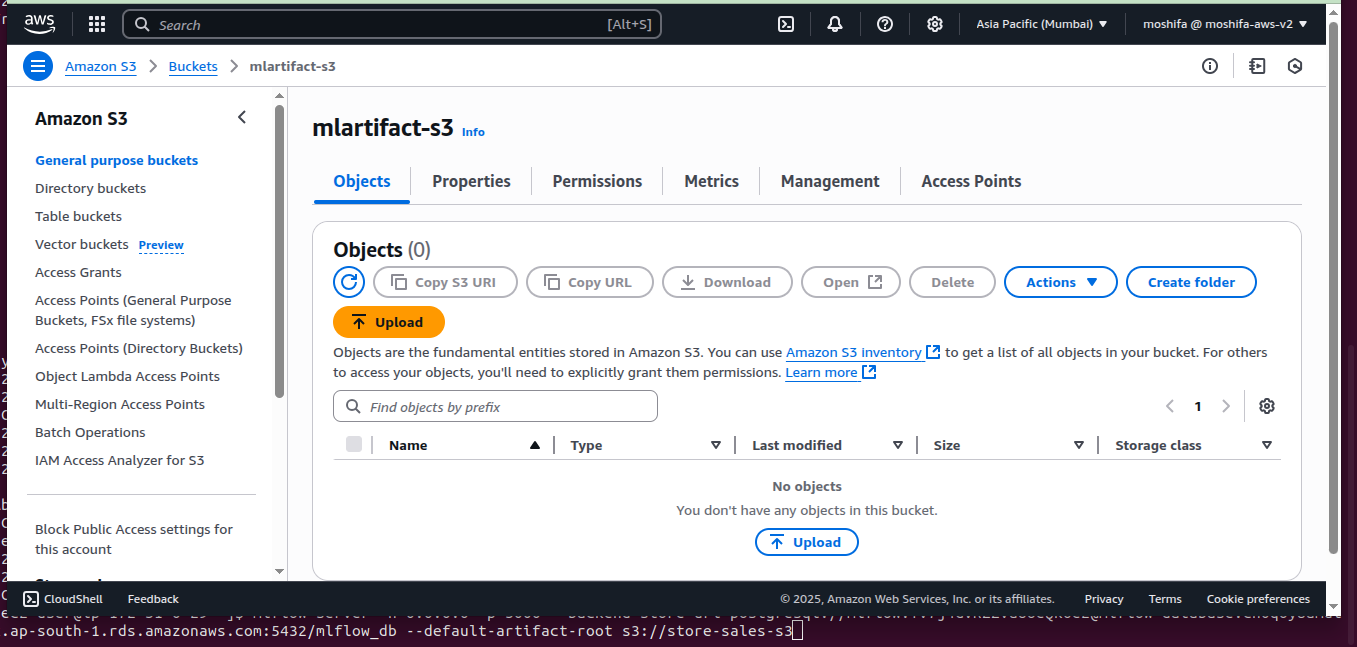 aws
Search [Alt+S]
Asia Pacific (Mumbai)
moshifa @ moshifa-aws-v2
Amazon S3 > Buckets > mlartifact-s3
Amazon S3
General purpose buckets
Directory buckets
Table buckets
Vector buckets Preview
Access Grants
Access Points (General Purpose
Buckets, FSx file systems)
Access Points (Directory Buckets)
Object Lambda Access Points
Multi-Region Access Points
Batch Operations
IAM Access Analyzer for S3
Block Public Access settings for
this account
mlartifact-s3 Info
Objects Properties Permissions Metrics Management Access Points
Objects (0)
Copy S3 URI Copy URL Download Open Delete Actions Create folder
Upload
Objects are the fundamental entities stored in Amazon S3. You can use Amazon S3 inventory to get a list of all objects in your bucket. For others
to access your objects, you'll need to explicitly grant them permissions. Learn more
Find objects by prefix
1
Name Type Last modified Size Storage class
No objects
You don't have any objects in this bucket.
Upload
CloudShell Feedback © 2025, Amazon Web Services, Inc. or its affiliates. Privacy Terms Cookie preferences
.ap-south-1.rds.amazonaws.com:5432/mlflow_db --default-artifact-root s3://store-sales-s3